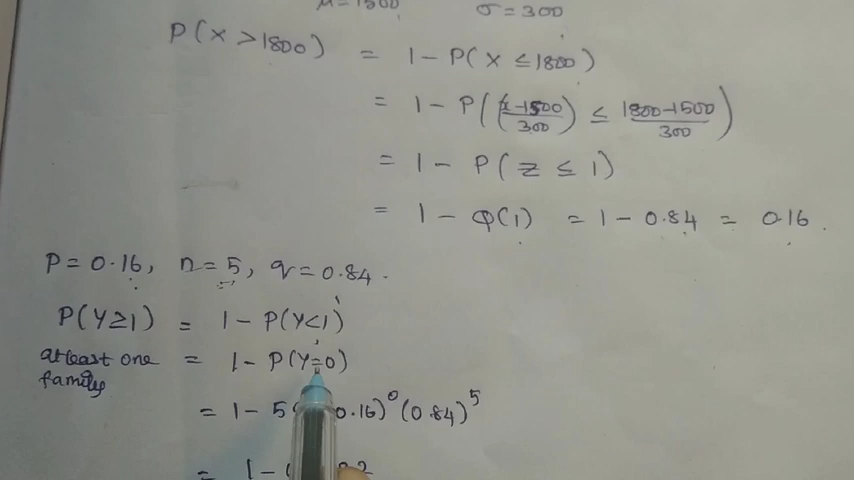 μ=1500 σ=300
P(X>1800) = 1-P(X≤1800)
= 1-P((x-1500/300) ≤ 1800-1500/300)
= 1-P(Z≤1)
= 1-Φ(1) = 1-0.84 = 0.16.
P=0.16, n=5, q=0.84.
P(Y≥1) = 1-P(Y<1)
atleast one = 1-P(Y=0)
family
= 1-5 0.16)⁰(0.84)⁵
= 1-